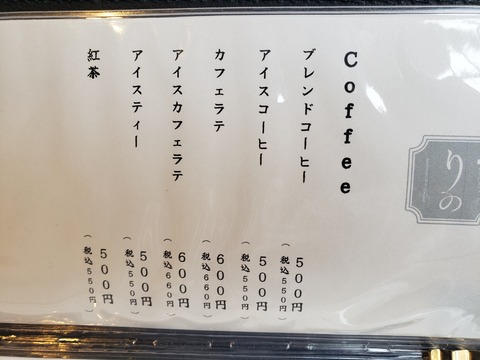 Coffee
ブレンドコーヒー 500円
(税込550円)
アイスコーヒー 500円
(税込550円)
カフェラテ 600円
(税込660円)
アイスカフェラテ 600円
(税込660円)
アイスティー 500円
(税込550円)
紅茶 500円
(税込550円)
りの